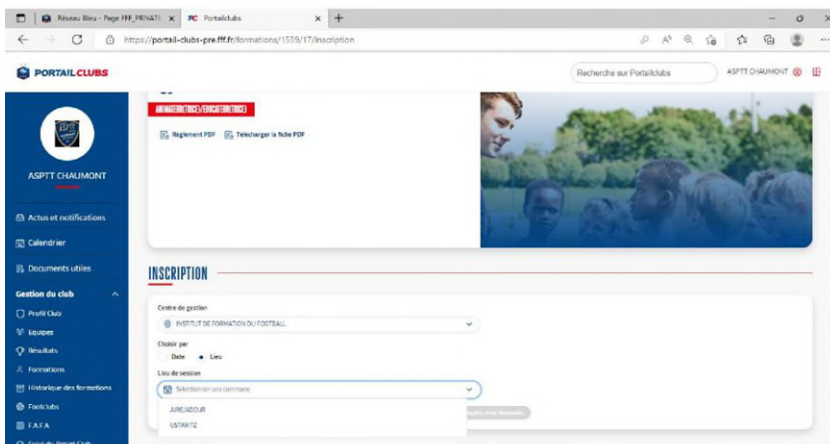 Réseau Bleu - Page FFF_PRIVATI
Portailclubs
https://portail-clubs-pre.fff.fr/formations/1559/17/inscription
PORTAIL CLUBS
Recherche sur Portailclubs
ASPTT CHAUMONT
ANIMATEUR(TRICE)/EDUCATEUR(TRICE)
Règlement PDF
Télécharger la fiche PDF
ASPTT CHAUMONT
Actus et notifications
Calendrier
Documents utiles
Gestion du club
Profil Club
Equipes
Résultats
Formations
Historique des formations
Footclubs
F.A.F.A
INSCRIPTION
Centre de gestion
INSTITUT DE FORMATION DU FOOTBALL
Choisir par
Date
Lieu
Lieu de session
Sélectionner une commune
AIRE/ADOUR
USTARITZ